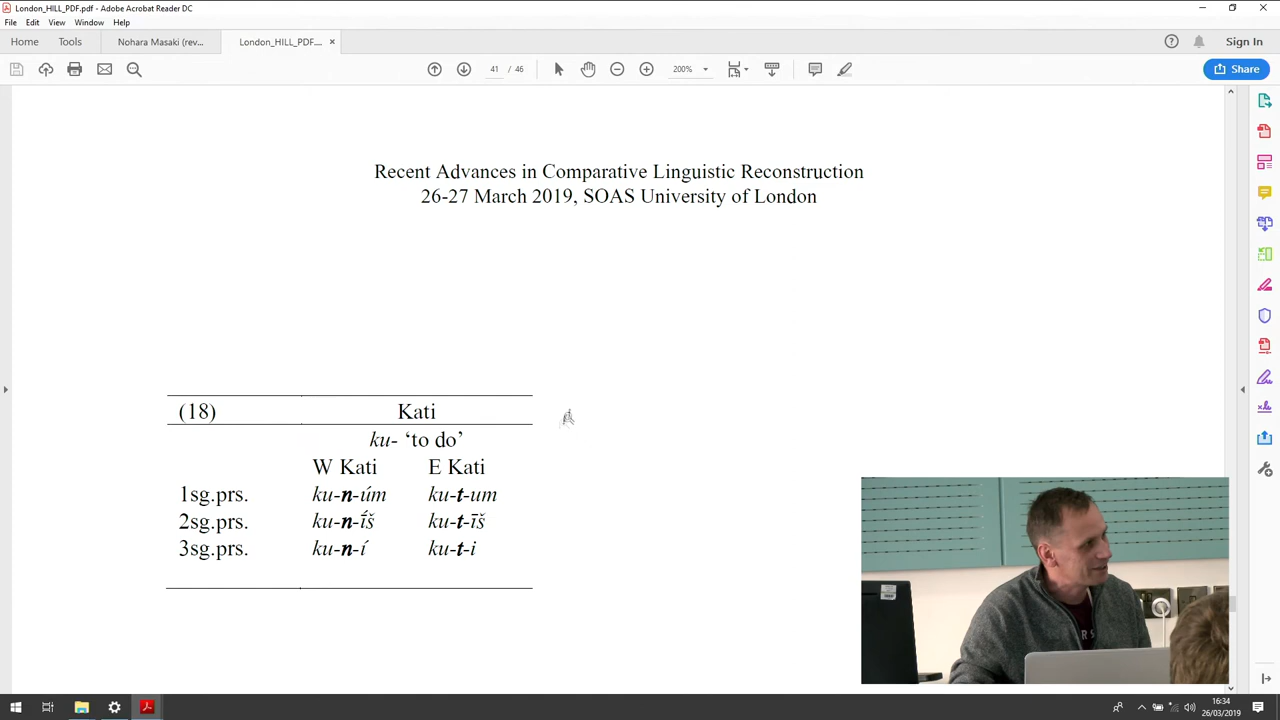 London_HILL_PDF.pdf - Adobe Acrobat Reader DC
File Edit View Window Help
Home Tools Nohara Masaki (rev... London_HILL_PDF.... × Sign In
41 / 46 200% Share
Recent Advances in Comparative Linguistic Reconstruction
26-27 March 2019, SOAS University of London
(18) Kati
ku- ‘to do’
W Kati E Kati
1sg.prs. ku-n-úm ku-t-um
2sg.prs. ku-n-ī́š ku-t-īš
3sg.prs. ku-n-í ku-t-i
16:34
26/03/2019